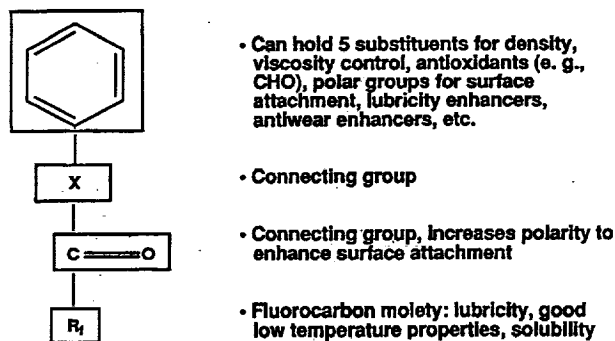 • Can hold 5 substituents for density,
viscosity control, antioxidants (e. g.,
CHO), polar groups for surface
attachment, lubricity enhancers,
antiwear enhancers, etc.
X
• Connecting group
C O
• Connecting group, increases polarity to
enhance surface attachment
Rf
• Fluorocarbon moiety: lubricity, good
low temperature properties, solubility